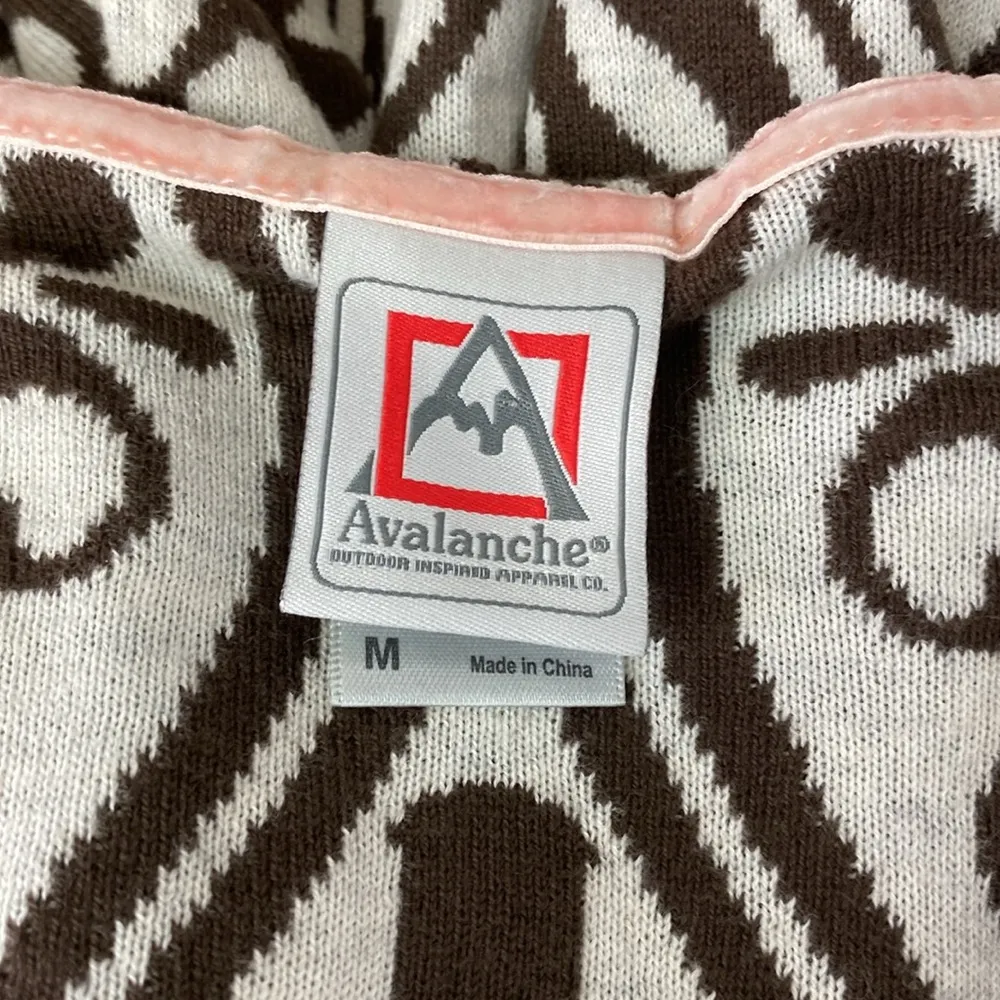 Avalanche®
OUTDOOR INSPIRED APPAREL CO.
M
Made in China